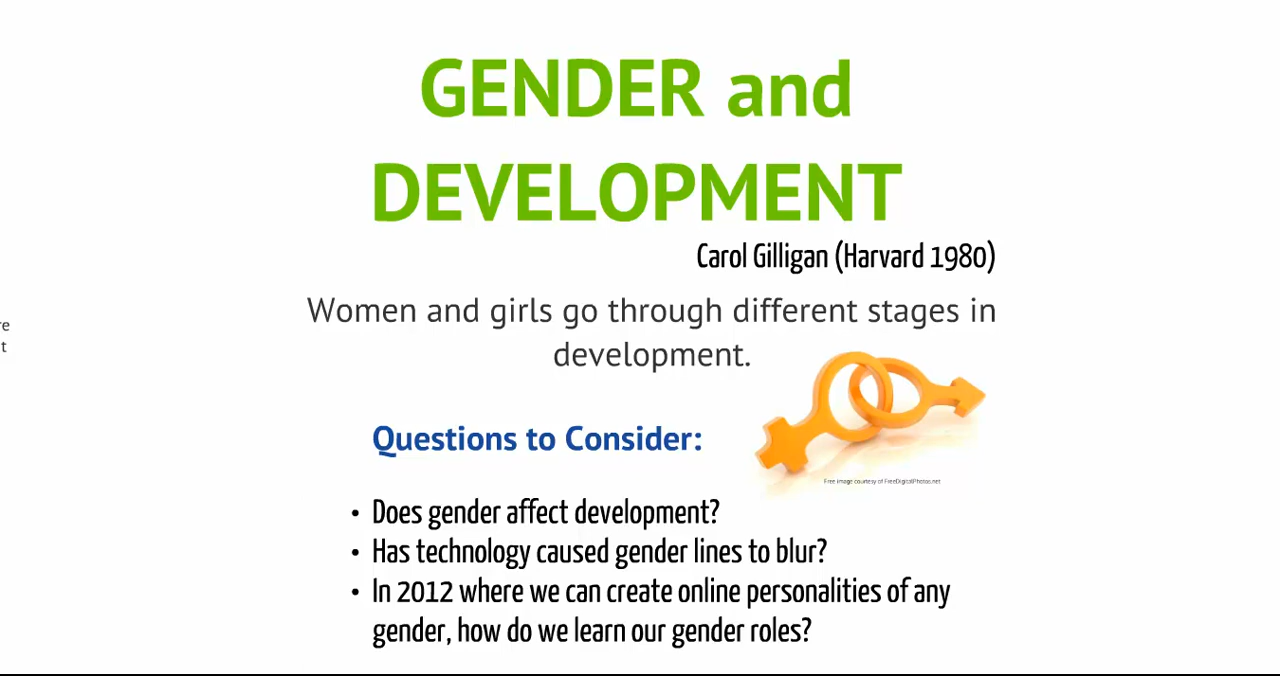 GENDER and
DEVELOPMENT
Carol Gilligan (Harvard 1980)
Women and girls go through different stages in
development.
Free image courtesy of FreeDigitalPhotos.net
Questions to Consider:
• Does gender affect development?
• Has technology caused gender lines to blur?
• In 2012 where we can create online personalities of any
gender, how do we learn our gender roles?